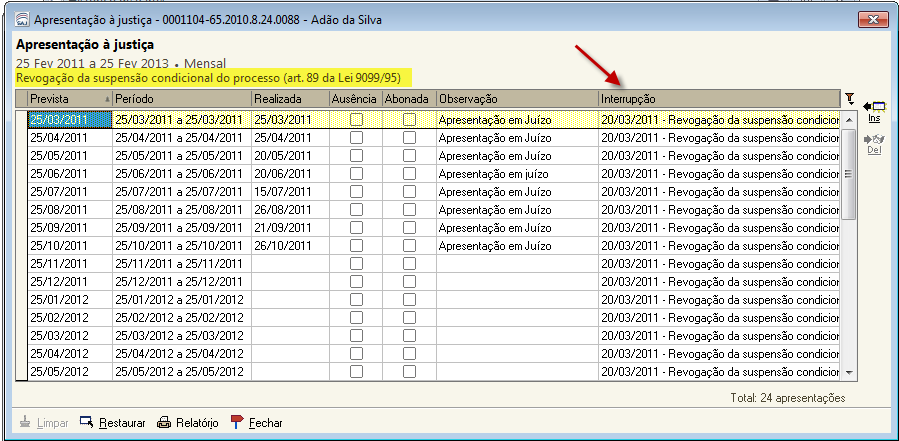 Apresentação à justiça - 0001104-65.2010.8.24.0088 - Adão da Silva
Apresentação à justiça
25 Fev 2011 a 25 Fev 2013 • Mensal
Revogação da suspensão condicional do processo (art. 89 da Lei 9099/95)
Prevista Período Realizada Ausência Abonada Observação Interrupção
25/03/2011 25/03/2011 a 25/03/2011 25/03/2011 Apresentação em Juízo 20/03/2011 - Revogação da suspensão condicior
25/04/2011 25/04/2011 a 25/04/2011 25/04/2011 Apresentação em Juízo 20/03/2011 - Revogação da suspensão condicior
25/05/2011 25/05/2011 a 25/05/2011 20/05/2011 Apresentação em Juízo 20/03/2011 - Revogação da suspensão condicior
25/06/2011 25/06/2011 a 25/06/2011 20/06/2011 Apresentação em juízo 20/03/2011 - Revogação da suspensão condicior
25/07/2011 25/07/2011 a 25/07/2011 15/07/2011 Apresentação em Juízo 20/03/2011 - Revogação da suspensão condicior
25/08/2011 25/08/2011 a 25/08/2011 26/08/2011 Apresentação em Juízo 20/03/2011 - Revogação da suspensão condicior
25/09/2011 25/09/2011 a 25/09/2011 21/09/2011 Apresentação em Juízo 20/03/2011 - Revogação da suspensão condicior
25/10/2011 25/10/2011 a 25/10/2011 26/10/2011 Apresentação em Juízo 20/03/2011 - Revogação da suspensão condicior
25/11/2011 25/11/2011 a 25/11/2011 20/03/2011 - Revogação da suspensão condicior
25/12/2011 25/12/2011 a 25/12/2011 20/03/2011 - Revogação da suspensão condicior
25/01/2012 25/01/2012 a 25/01/2012 20/03/2011 - Revogação da suspensão condicior
25/02/2012 25/02/2012 a 25/02/2012 20/03/2011 - Revogação da suspensão condicior
25/03/2012 25/03/2012 a 25/03/2012 20/03/2011 - Revogação da suspensão condicior
25/04/2012 25/04/2012 a 25/04/2012 20/03/2011 - Revogação da suspensão condicior
25/05/2012 25/05/2012 a 25/05/2012 20/03/2011 - Revogação da suspensão condicior
Ins
Del
Total: 24 apresentações
Limpar Restaurar Relatório Fechar